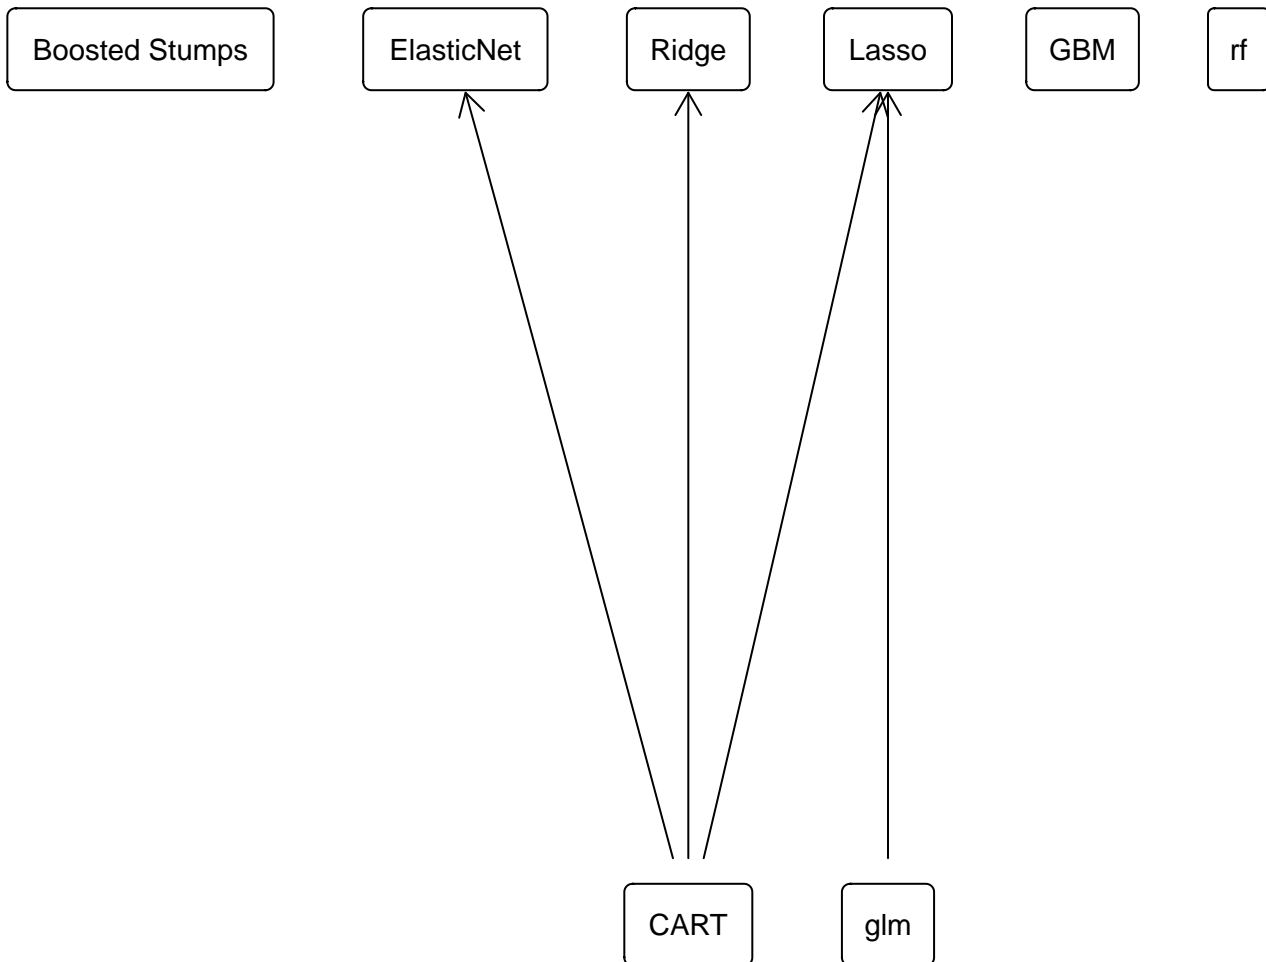 Boosted Stumps
ElasticNet
Ridge
Lasso
GBM
rf
CART
glm